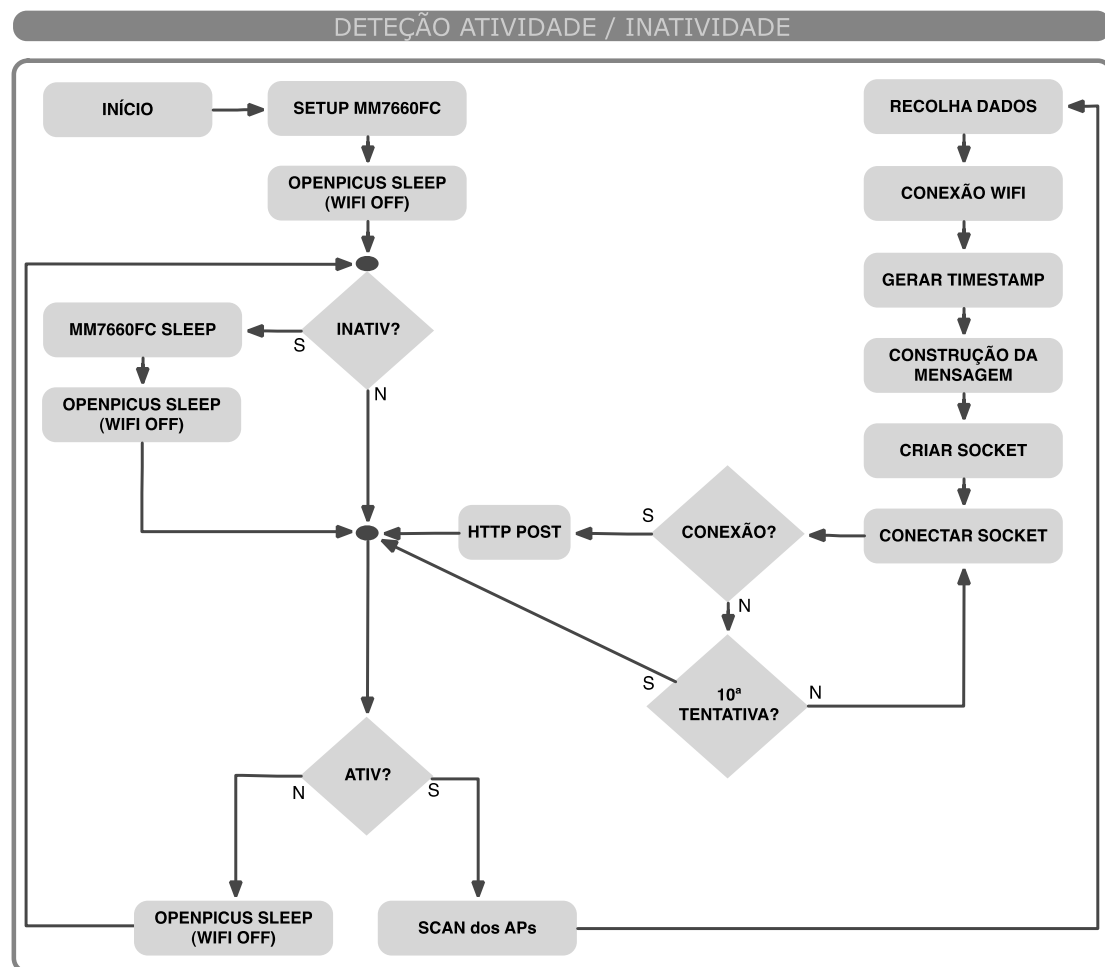 DETEÇÃO ATIVIDADE / INATIVIDADE
INÍCIO
SETUP MM7660FC
OPENPICUS SLEEP
(WIFI OFF)
INATIV?
S
N
MM7660FC SLEEP
OPENPICUS SLEEP
(WIFI OFF)
RECOLHA DADOS
CONEXÃO WIFI
GERAR TIMESTAMP
CONSTRUÇÃO DA
MENSAGEM
CRIAR SOCKET
CONECTAR SOCKET
CONEXÃO?
S
N
HTTP POST
10ª
TENTATIVA?
S
N
ATIV?
N
S
OPENPICUS SLEEP
(WIFI OFF)
SCAN dos APs